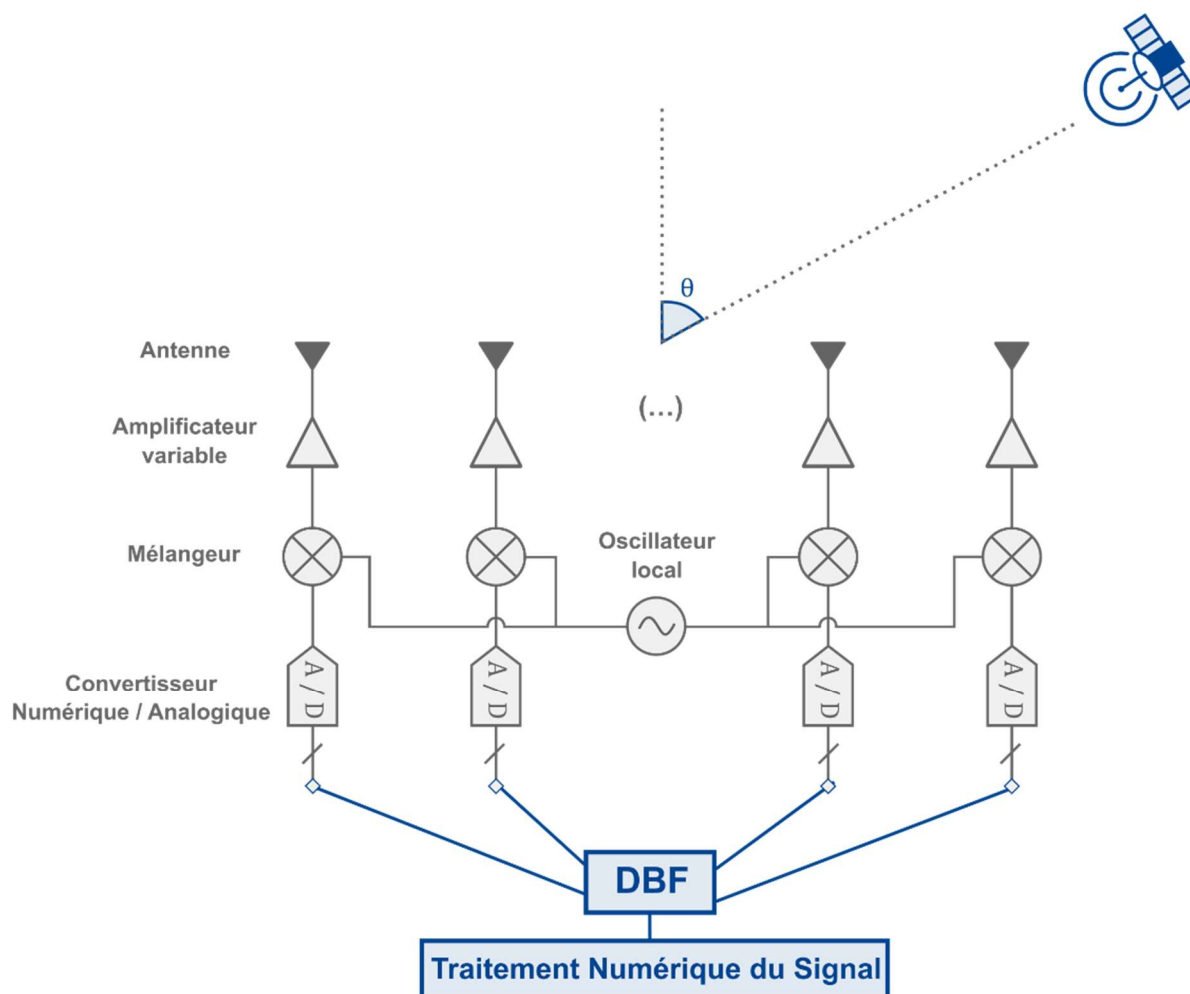 θ
Antenne
(...)
Amplificateur
variable
Mélangeur
Oscillateur
local
Convertisseur
Numérique / Analogique
A / D
A / D
A / D
A / D
DBF
Traitement Numérique du Signal